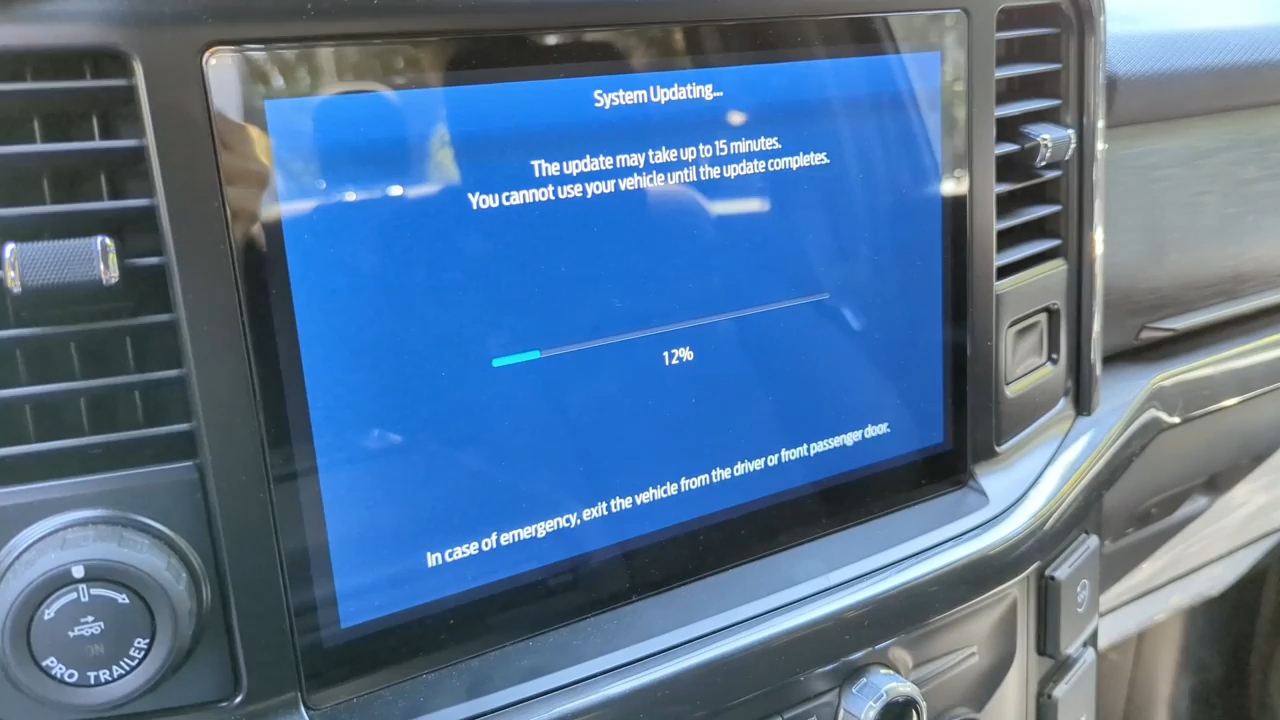 System Updating...
The update may take up to 15 minutes.
You cannot use your vehicle until the update completes.
12%
In case of emergency, exit the vehicle from the driver or front passenger door.
ON
PRO TRAILER